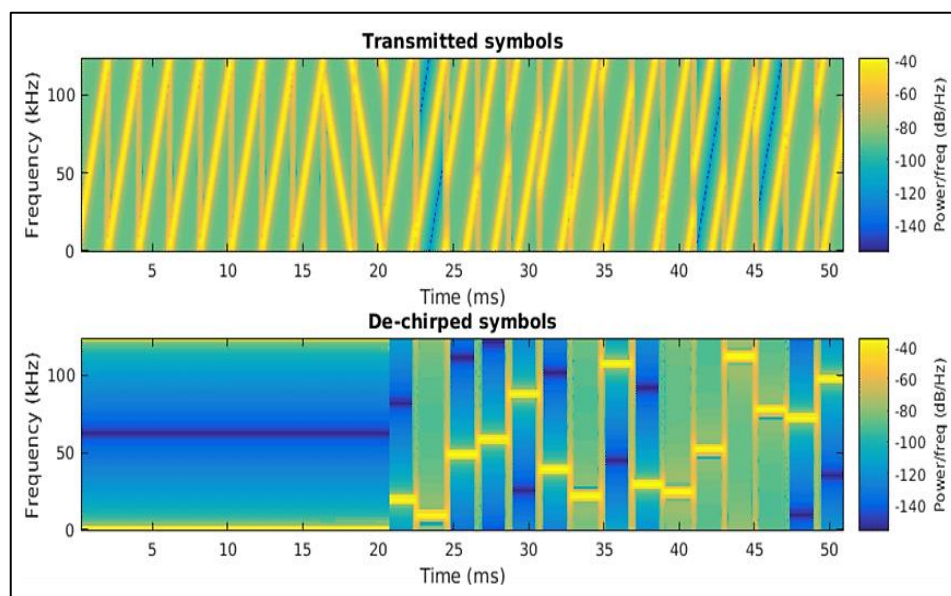 Transmitted symbols
Frequency (kHz)
100
50
0
5 10 15 20 25 30 35 40 45 50
Time (ms)
-40
-60
-80
-100
-120
-140
Power/freq (dB/Hz)
De-chirped symbols
Frequency (kHz)
100
50
0
5 10 15 20 25 30 35 40 45 50
Time (ms)
-40
-60
-80
-100
-120
-140
Power/freq (dB/Hz)